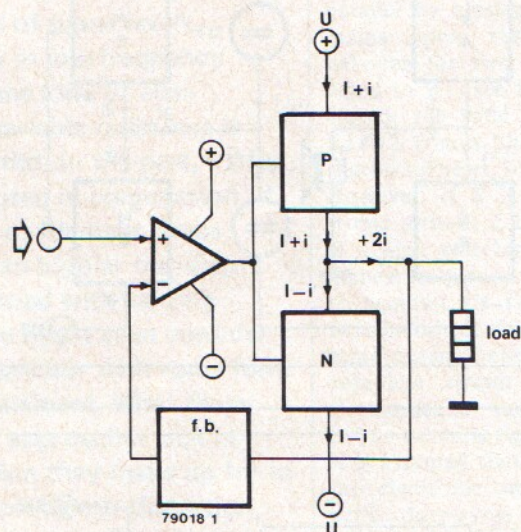 U
+
I+i
P
+
I+i
+2i
+
−
I−i
load
N
−
f.b.
I−i
79018 1
−
U